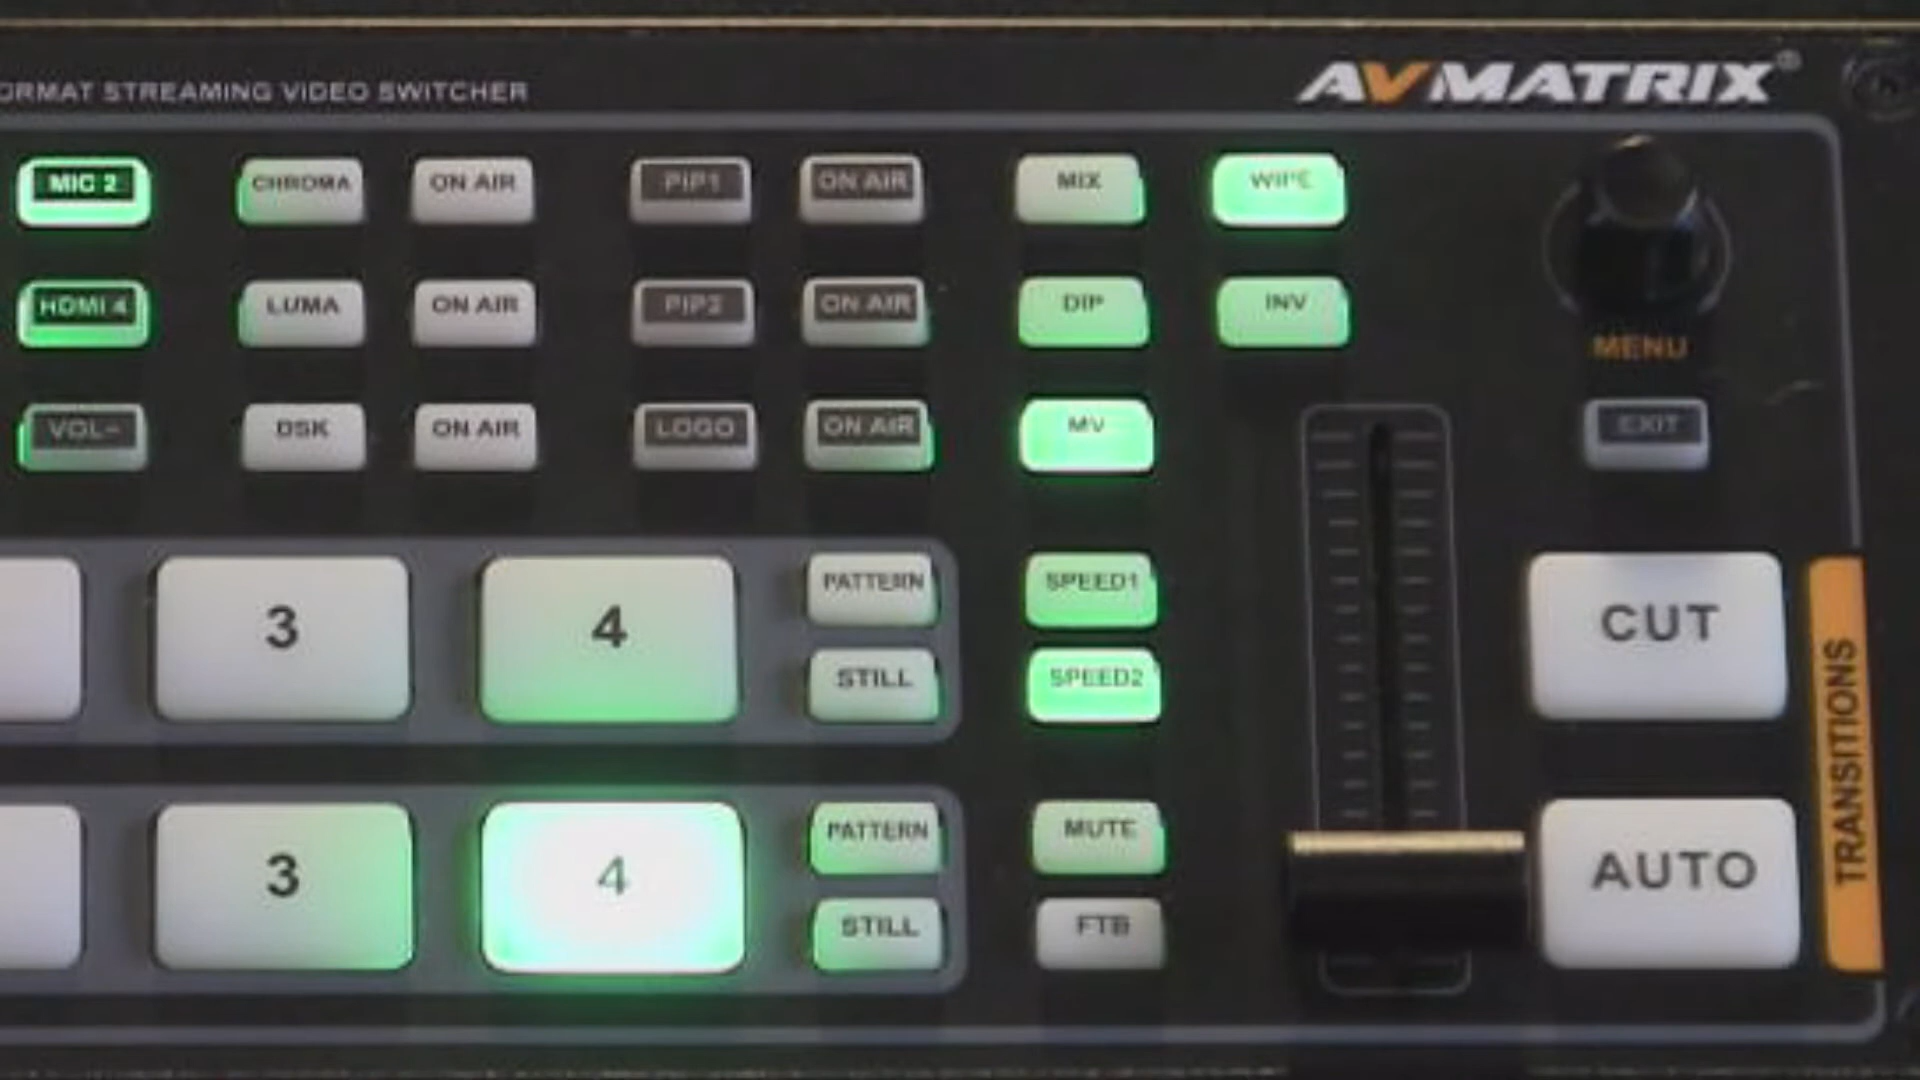 ORMAT STREAMING VIDEO SWITCHER
AVMATRIX®
MIC 2 CHROMA ON AIR PIP1 ON AIR MIX WIPE
HDMI 4 LUMA ON AIR PIP2 ON AIR DIP INV
MENU
VOL- DSK ON AIR LOGO ON AIR MV EXIT
3 4 PATTERN SPEED1 CUT
STILL SPEED2
TRANSITIONS
3 4 PATTERN MUTE AUTO
STILL FTB